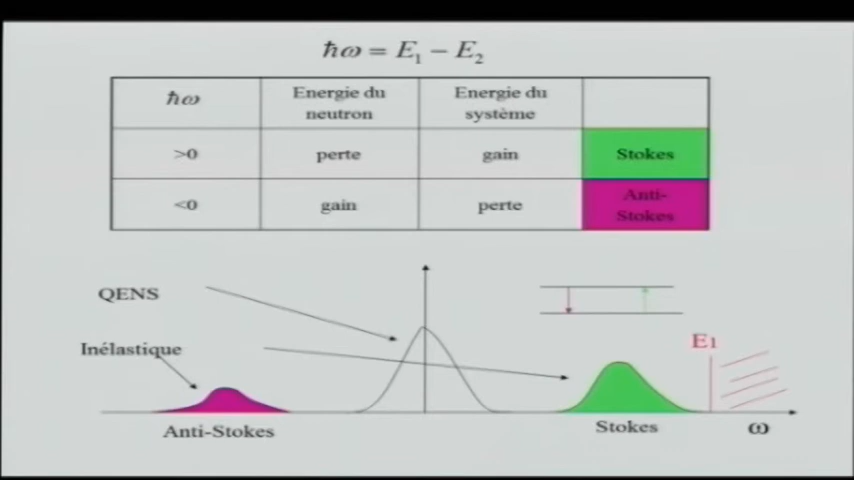 ħω = E₁ − E₂
ħω
Energie du
neutron
Energie du
système
>0
perte
gain
Stokes
<0
gain
perte
Anti-
Stokes
QENS
Inélastique
E1
Anti-Stokes
Stokes
ω